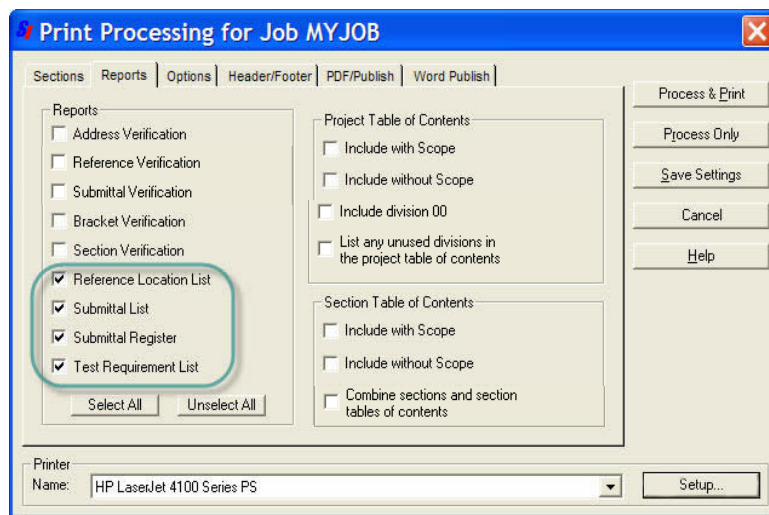 Print Processing for Job MYJOB
Sections Reports Options Header/Footer PDF/Publish Word Publish
Reports
Address Verification
Reference Verification
Submittal Verification
Bracket Verification
Section Verification
Reference Location List
Submittal List
Submittal Register
Test Requirement List
Select All Unselect All
Project Table of Contents
Include with Scope
Include without Scope
Include division 00
List any unused divisions in
the project table of contents
Section Table of Contents
Include with Scope
Include without Scope
Combine sections and section
tables of contents
Process & Print
Process Only
Save Settings
Cancel
Help
Printer
Name: HP LaserJet 4100 Series PS
Setup...